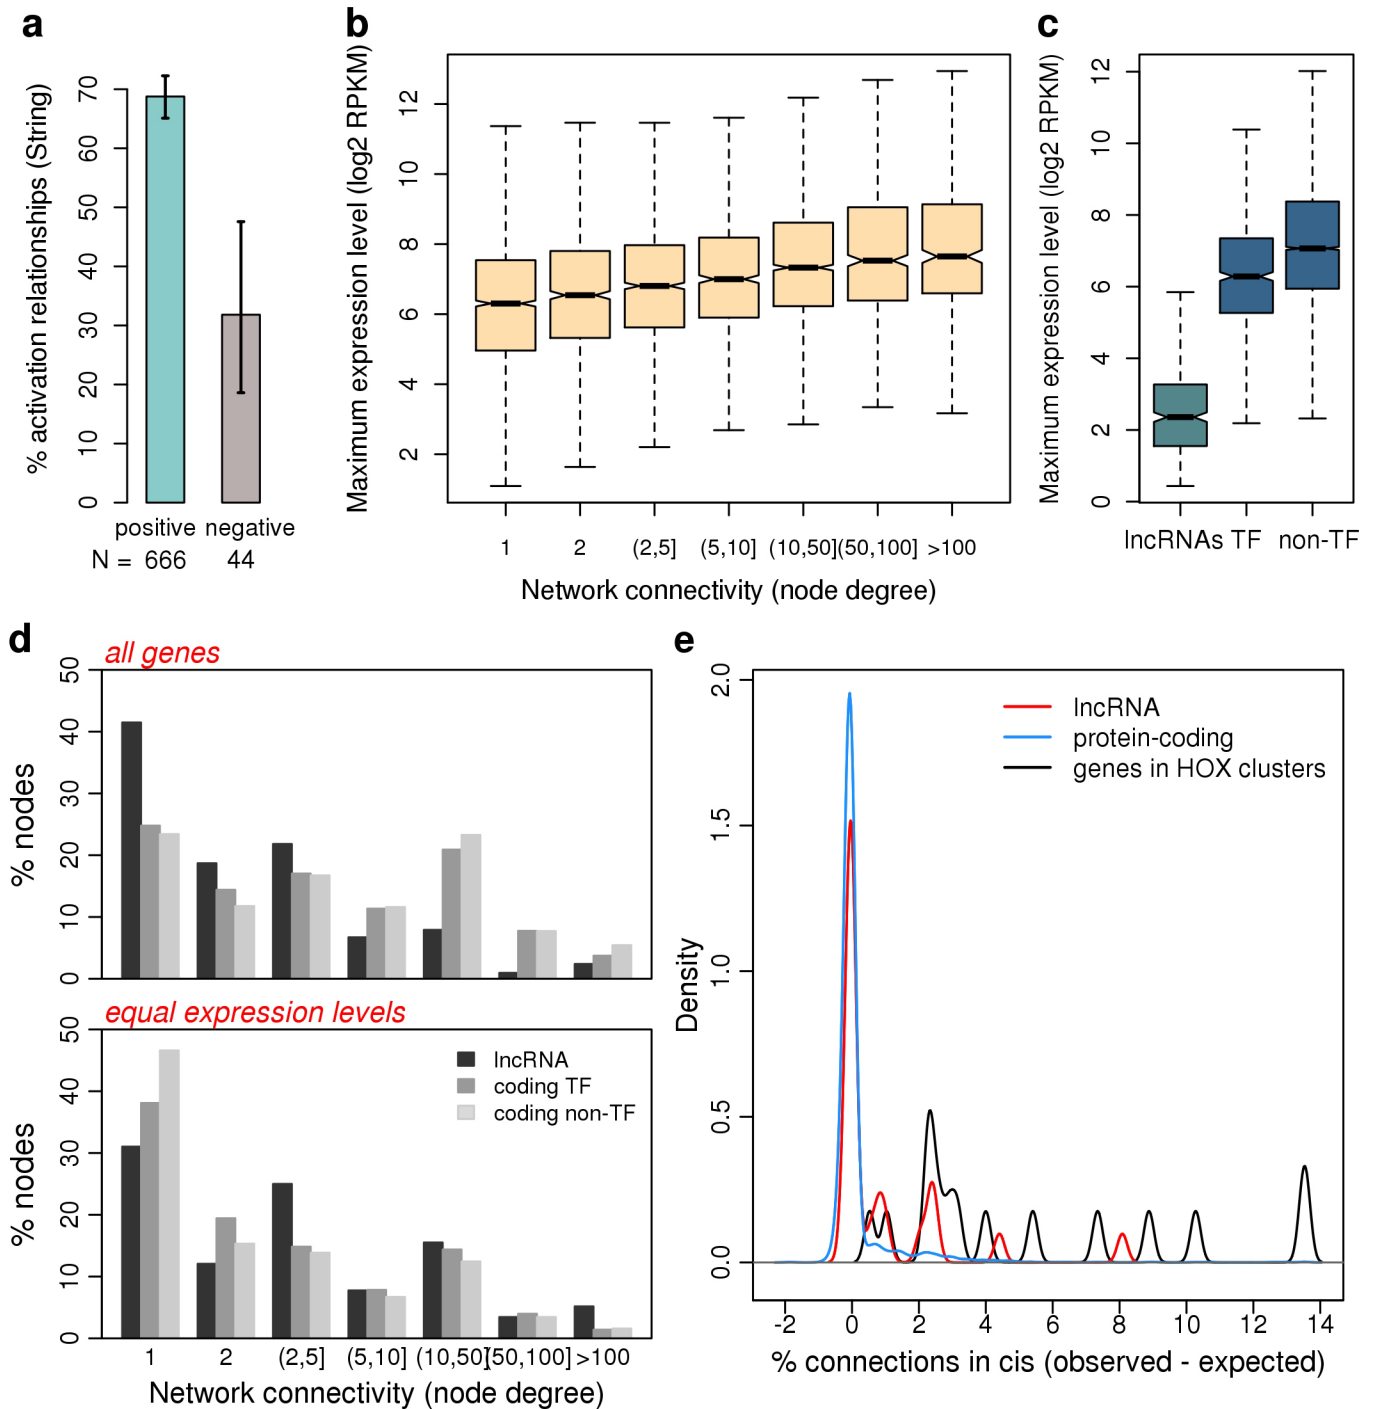 a
% activation relationships (String)
0 10 20 30 40 50 60 70
positive negative
N = 666 44
b
Maximum expression level (log2 RPKM)
2 4 6 8 10 12
1 2 (2,5] (5,10] (10,50] (50,100] >100
Network connectivity (node degree)
c
Maximum expression level (log2 RPKM)
0 2 4 6 8 10 12
lncRNAs TF non-TF
d
all genes
% nodes
0 10 20 30 40 50
equal expression levels
% nodes
0 10 20 30 40 50
lncRNA
coding TF
coding non-TF
1 2 (2,5] (5,10] (10,50] (50,100] >100
Network connectivity (node degree)
e
Density
0.0 0.5 1.0 1.5 2.0
lncRNA
protein-coding
genes in HOX clusters
-2 0 2 4 6 8 10 12 14
% connections in cis (observed - expected)